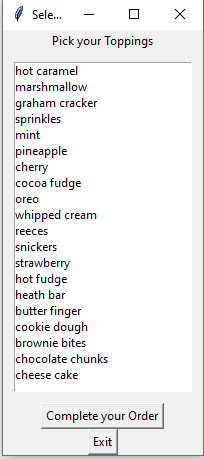 Sele...
Pick your Toppings
hot caramel
marshmallow
graham cracker
sprinkles
mint
pineapple
cherry
cocoa fudge
oreo
whipped cream
reeces
snickers
strawberry
hot fudge
heath bar
butter finger
cookie dough
brownie bites
chocolate chunks
cheese cake
Complete your Order
Exit